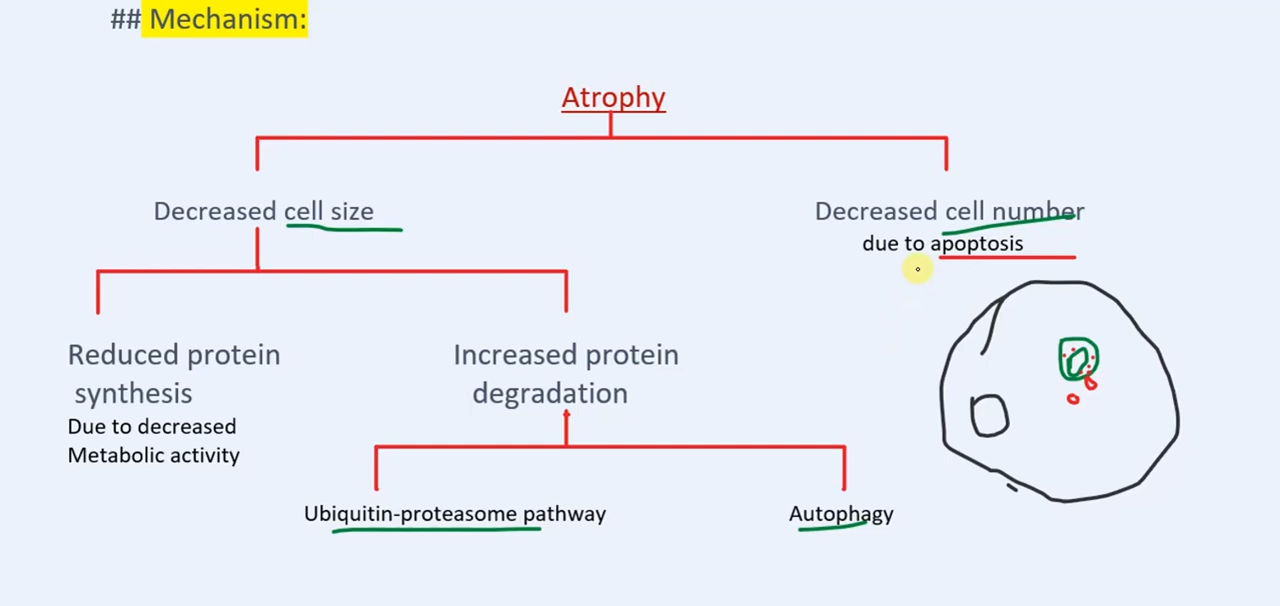 ## Mechanism:
Atrophy
Decreased cell size
Decreased cell number
due to apoptosis
Reduced protein
synthesis
Due to decreased
Metabolic activity
Increased protein
degradation
Ubiquitin-proteasome pathway
Autophagy